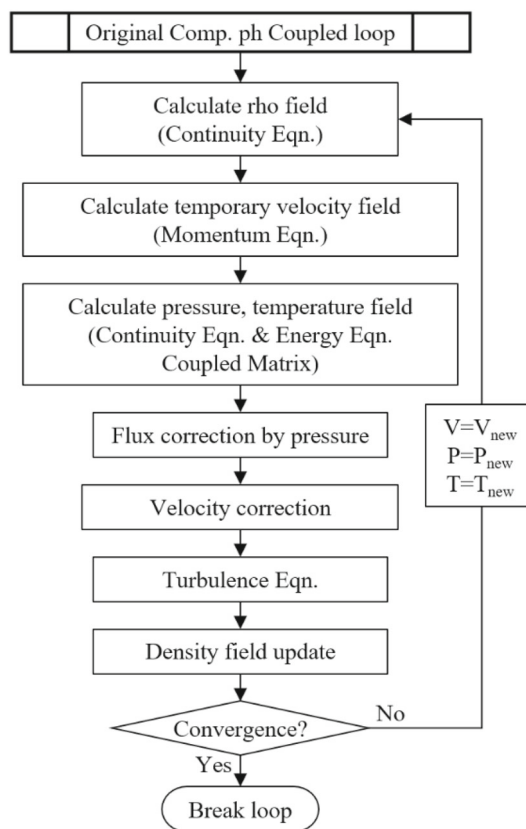 Original Comp. ph Coupled loop
Calculate rho field
(Continuity Eqn.)
Calculate temporary velocity field
(Momentum Eqn.)
Calculate pressure, temperature field
(Continuity Eqn. & Energy Eqn.
Coupled Matrix)
Flux correction by pressure
Velocity correction
Turbulence Eqn.
Density field update
Convergence?
No
Yes
Break loop
V=Vnew
P=Pnew
T=Tnew